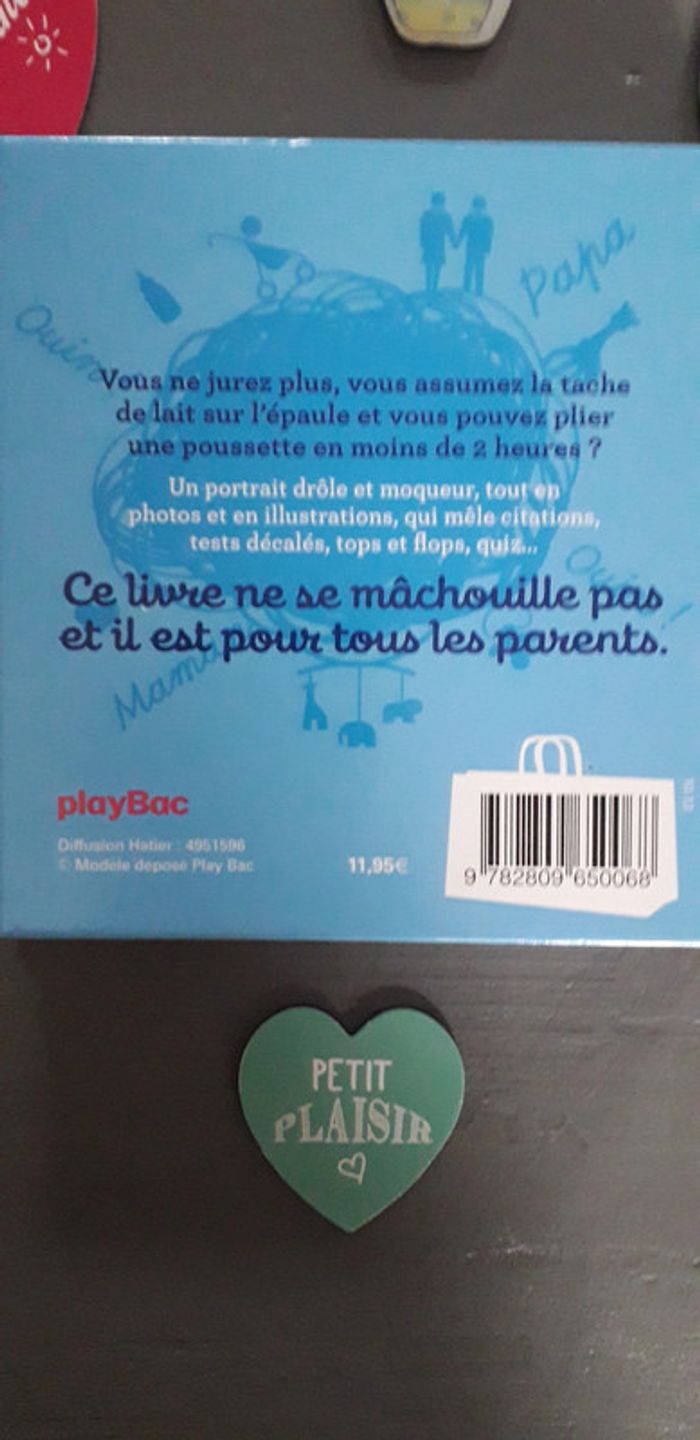 Papa
Ouin
Vous ne jurez plus, vous assumez la tache
de lait sur l'épaule et vous pouvez plier
une poussette en moins de 2 heures ?
Un portrait drôle et moqueur, tout en
photos et en illustrations, qui mêle citations,
tests décalés, tops et flops, quiz...
Ce livre ne se mâchouille pas
et il est pour tous les parents.
Maman
playBac
Diffusion Hatier : 4951596
© Modèle déposé Play Bac
11,95€
9 782809 650068
PETIT
PLAISIR